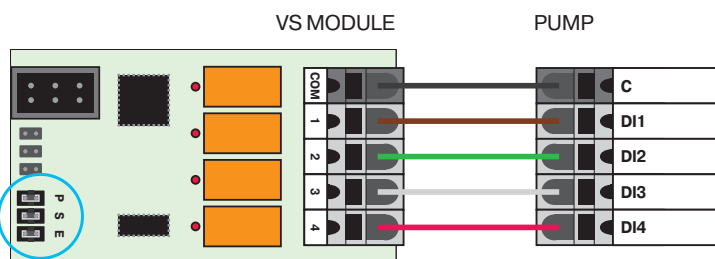 VS MODULE PUMP
COM C
1 DI1
2 DI2
3 DI3
4 DI4
P
S
E